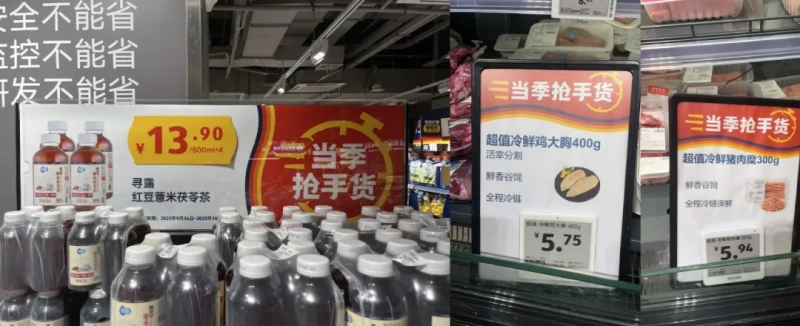 安全不能省
监控不能省
研发不能省
¥13.90
/500ml*4
寻露
红豆薏米茯苓茶
当季
抢手货
当季抢手货
超值冷鲜鸡大胸400g
活宰分割
鲜香谷饲
全程冷链
¥5.75
当季抢手货
超值冷鲜猪肉糜300g
鲜香谷饲
全程冷链保鲜
¥5.94